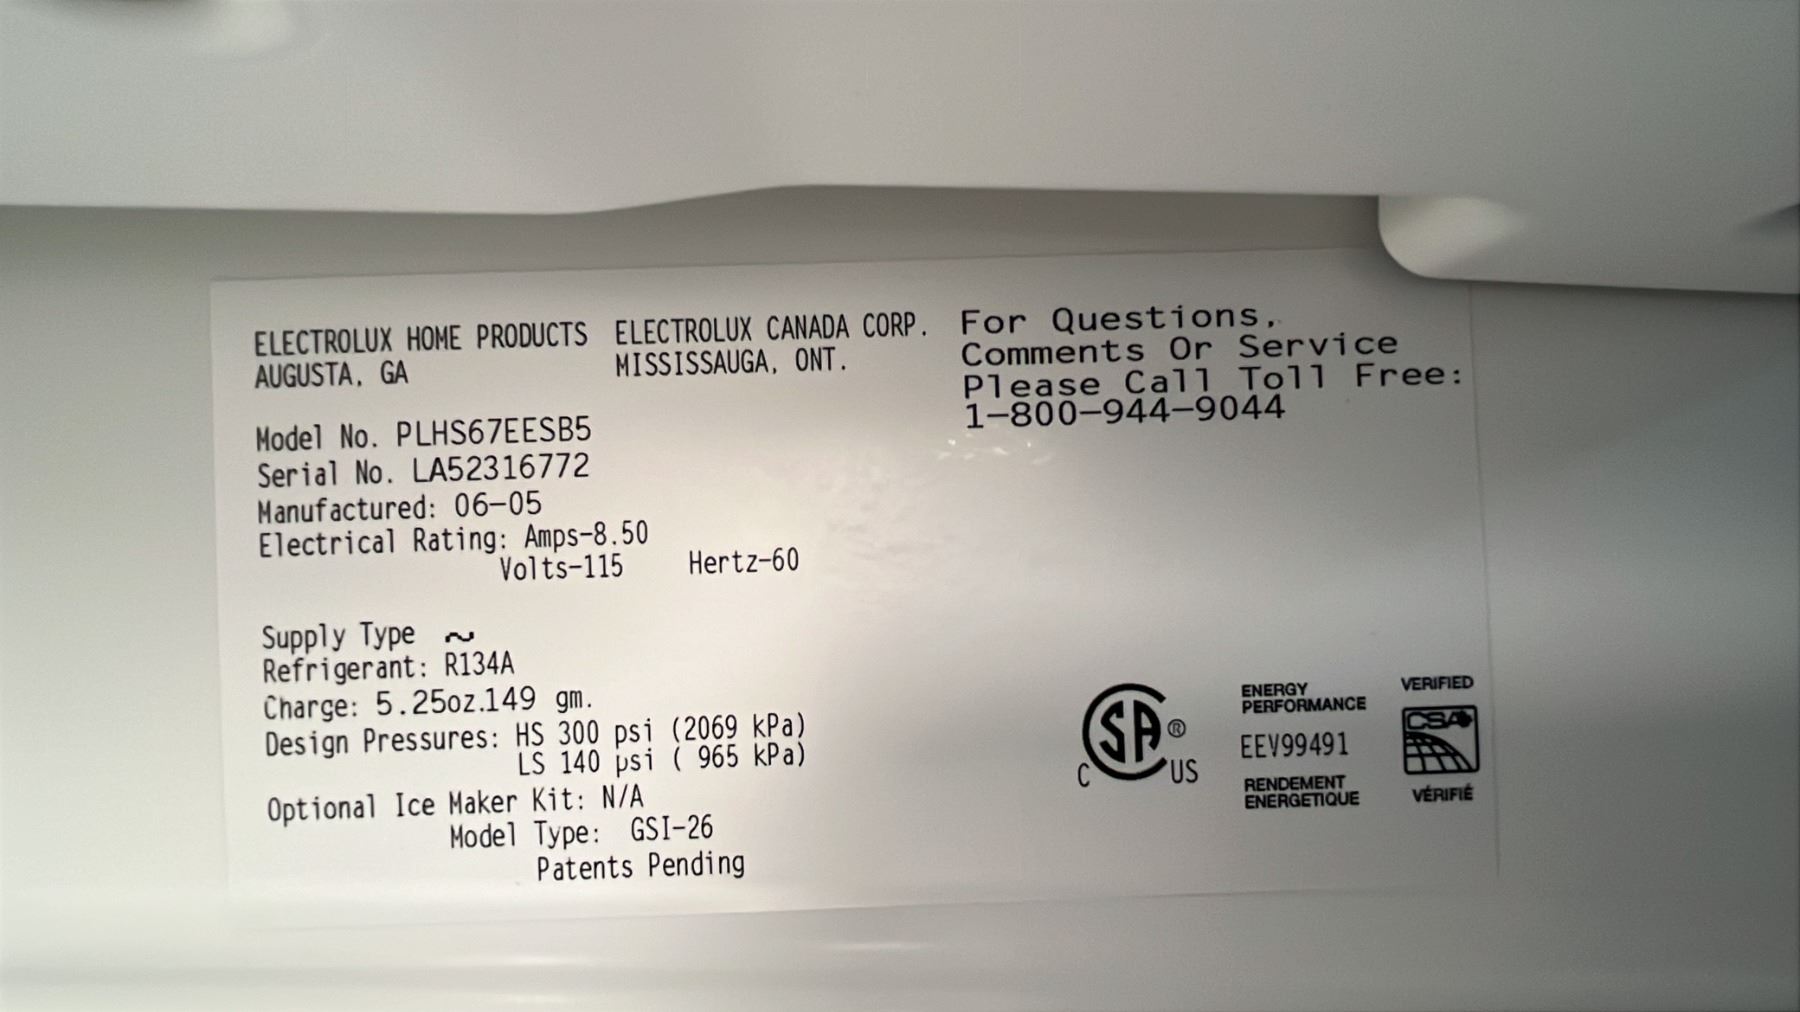 ELECTROLUX HOME PRODUCTS
AUGUSTA, GA
ELECTROLUX CANADA CORP.
MISSISSAUGA, ONT.
For Questions,
Comments Or Service
Please Call Toll Free:
1-800-944-9044
Model No. PLHS67EESB5
Serial No. LA52316772
Manufactured: 06-05
Electrical Rating: Amps-8.50
Volts-115 Hertz-60
Supply Type ~
Refrigerant: R134A
Charge: 5.25oz.149 gm.
Design Pressures: HS 300 psi (2069 kPa)
LS 140 psi ( 965 kPa)
Optional Ice Maker Kit: N/A
Model Type: GSI-26
Patents Pending
C SA ® US
ENERGY
PERFORMANCE
EEV99491
RENDEMENT
ENERGETIQUE
VERIFIED
CSA
VÉRIFIÉ